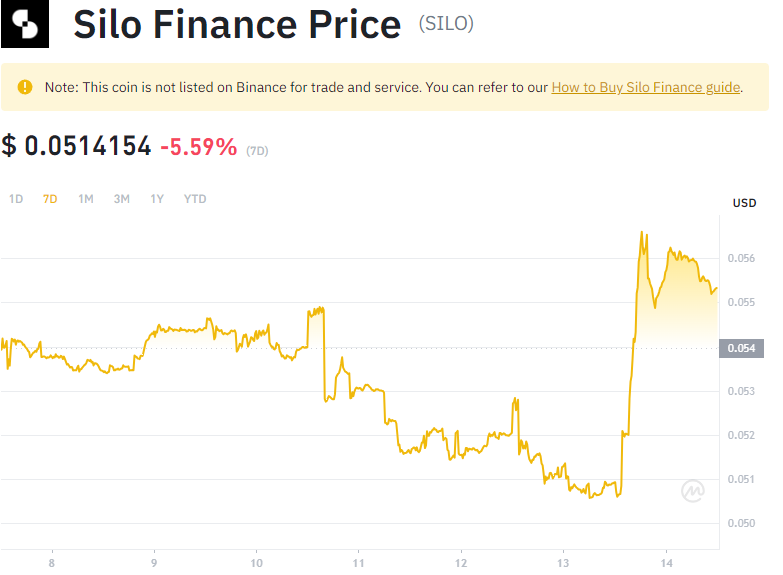 Silo Finance Price (SILO)
Note: This coin is not listed on Binance for trade and service. You can refer to our How to Buy Silo Finance guide.
$ 0.0514154 -5.59% (7D)
1D 7D 1M 3M 1Y YTD
USD
0.056
0.055
0.054
0.053
0.052
0.051
0.050
8 9 10 11 12 13 14